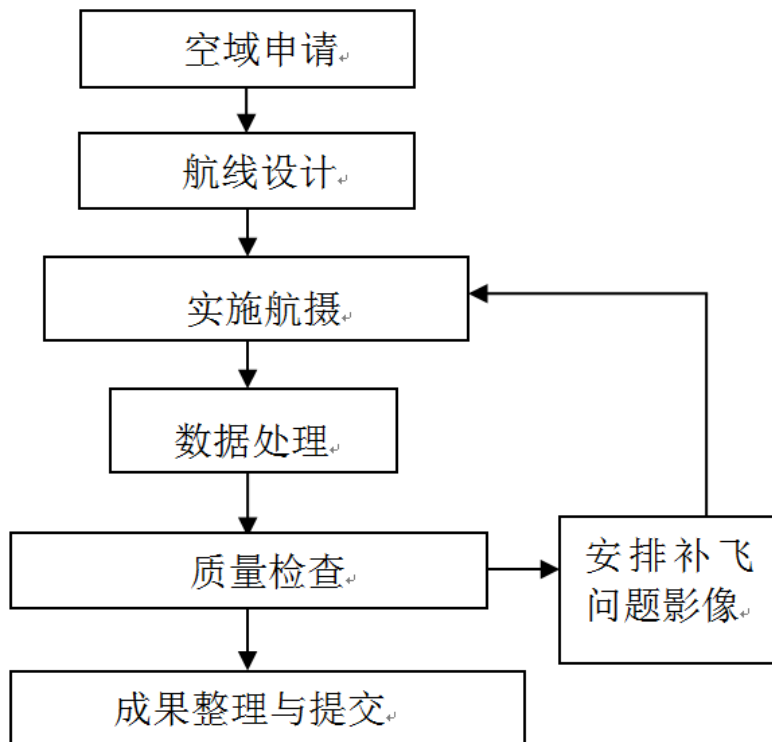 空域申请
航线设计
实施航摄
数据处理
质量检查
安排补飞
问题影像
成果整理与提交